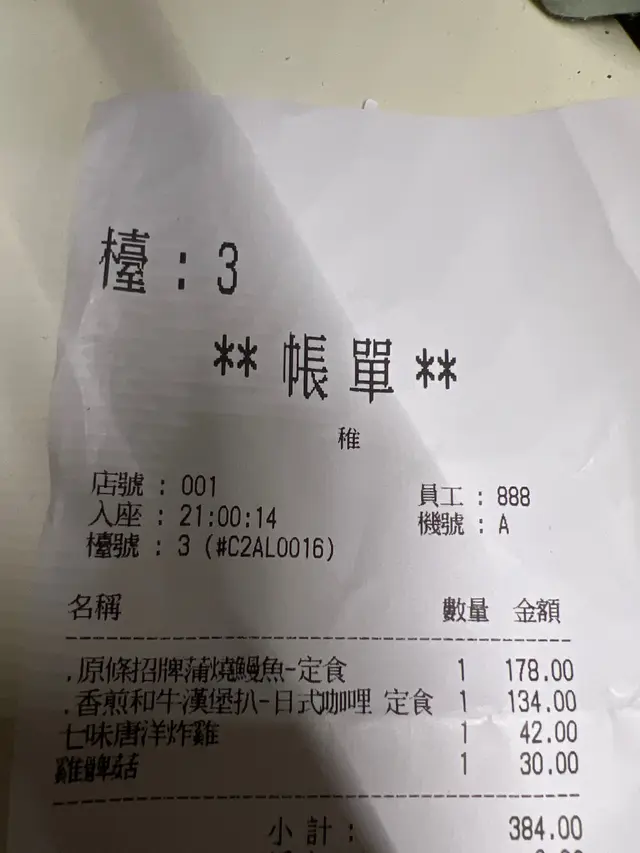 檯：3
** 帳單 **
稚
店號：001 員工：888
入座：21:00:14 機號：A
檯號：3 (#C2AL0016)
名稱 數量 金額
.原條招牌蒲燒鰻魚-定食 1 178.00
.香煎和牛漢堡扒-日式咖哩 定食 1 134.00
七味唐洋炸雞 1 42.00
雞髀菇 1 30.00
小計： 384.00